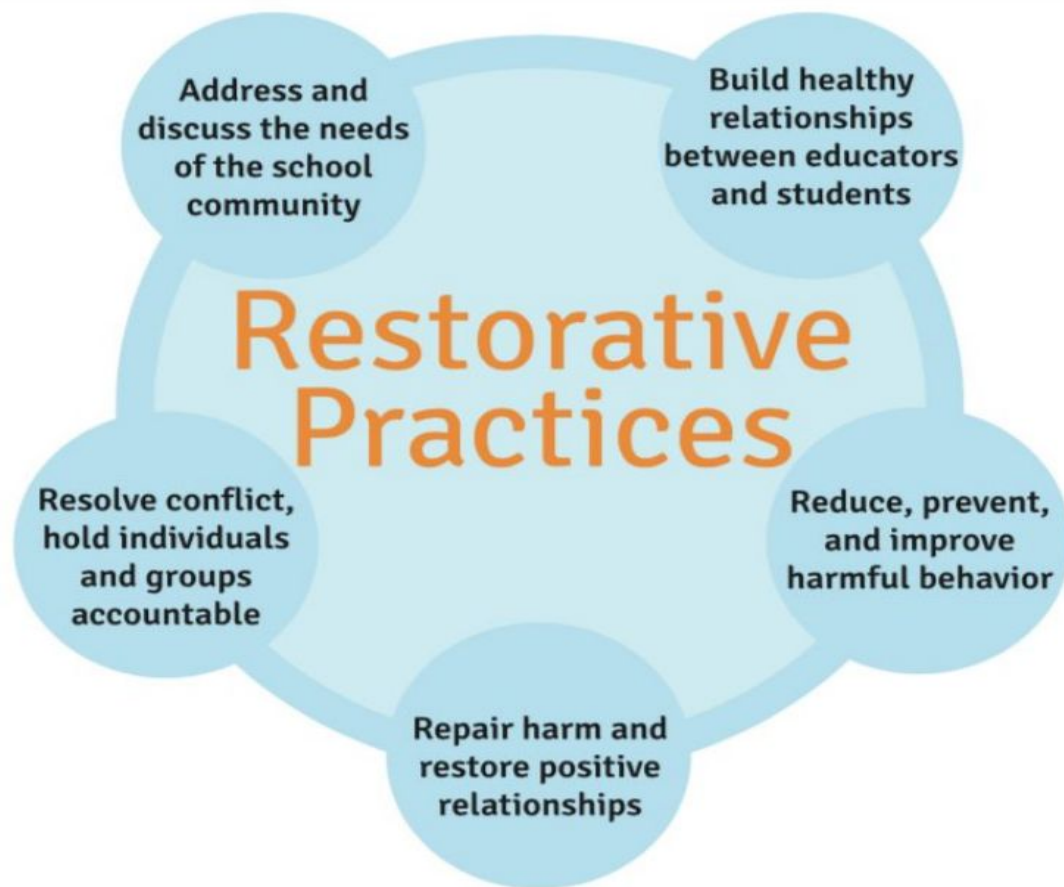 Address and
discuss the needs
of the school
community
Build healthy
relationships
between educators
and students
Restorative
Practices
Resolve conflict,
hold individuals
and groups
accountable
Reduce, prevent,
and improve
harmful behavior
Repair harm and
restore positive
relationships